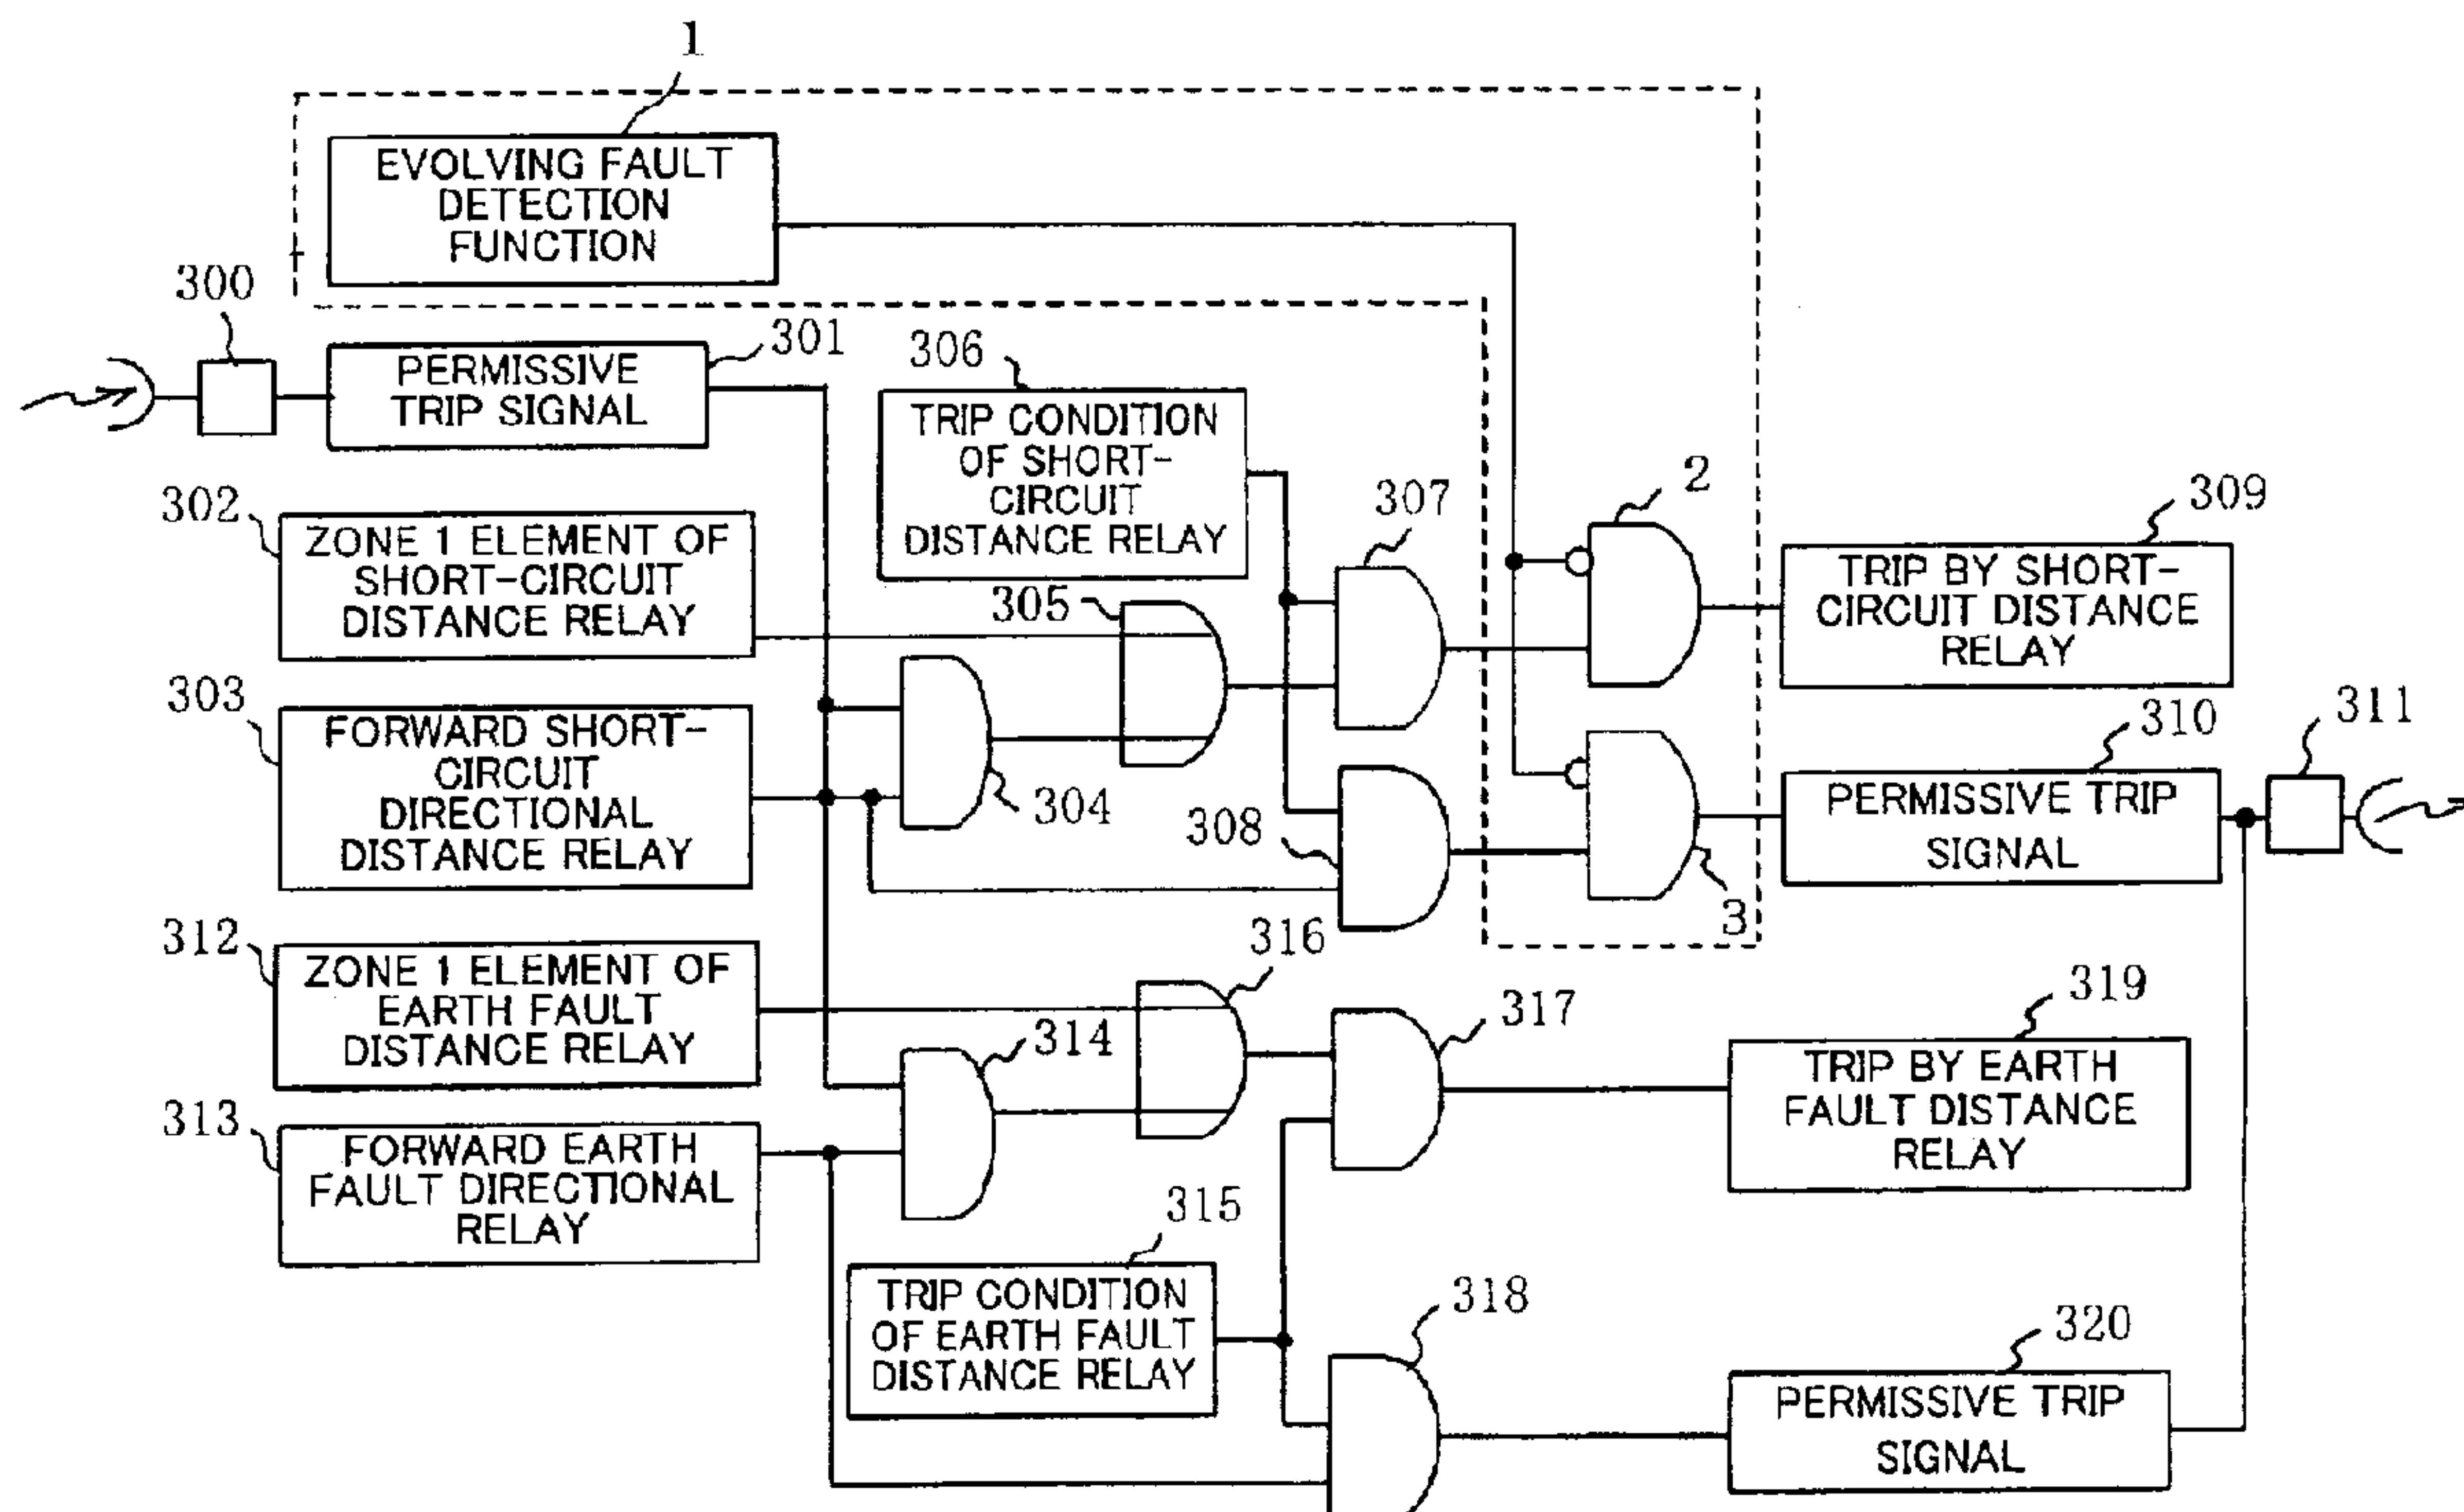 1
EVOLVING FAULT
DETECTION
FUNCTION
300
301
PERMISSIVE
TRIP SIGNAL
306
TRIP CONDITION
OF SHORT-
CIRCUIT
DISTANCE RELAY
302
ZONE 1 ELEMENT OF
SHORT-CIRCUIT
DISTANCE RELAY
305
307
2
309
TRIP BY SHORT-
CIRCUIT DISTANCE
RELAY
303
FORWARD SHORT-
CIRCUIT
DIRECTIONAL
DISTANCE RELAY
304
308
3
310
PERMISSIVE TRIP
SIGNAL
311
312
ZONE 1 ELEMENT OF
EARTH FAULT
DISTANCE RELAY
316
314
317
319
TRIP BY EARTH
FAULT DISTANCE
RELAY
313
FORWARD EARTH
FAULT DIRECTIONAL
RELAY
315
TRIP CONDITION
OF EARTH FAULT
DISTANCE RELAY
318
320
PERMISSIVE TRIP
SIGNAL